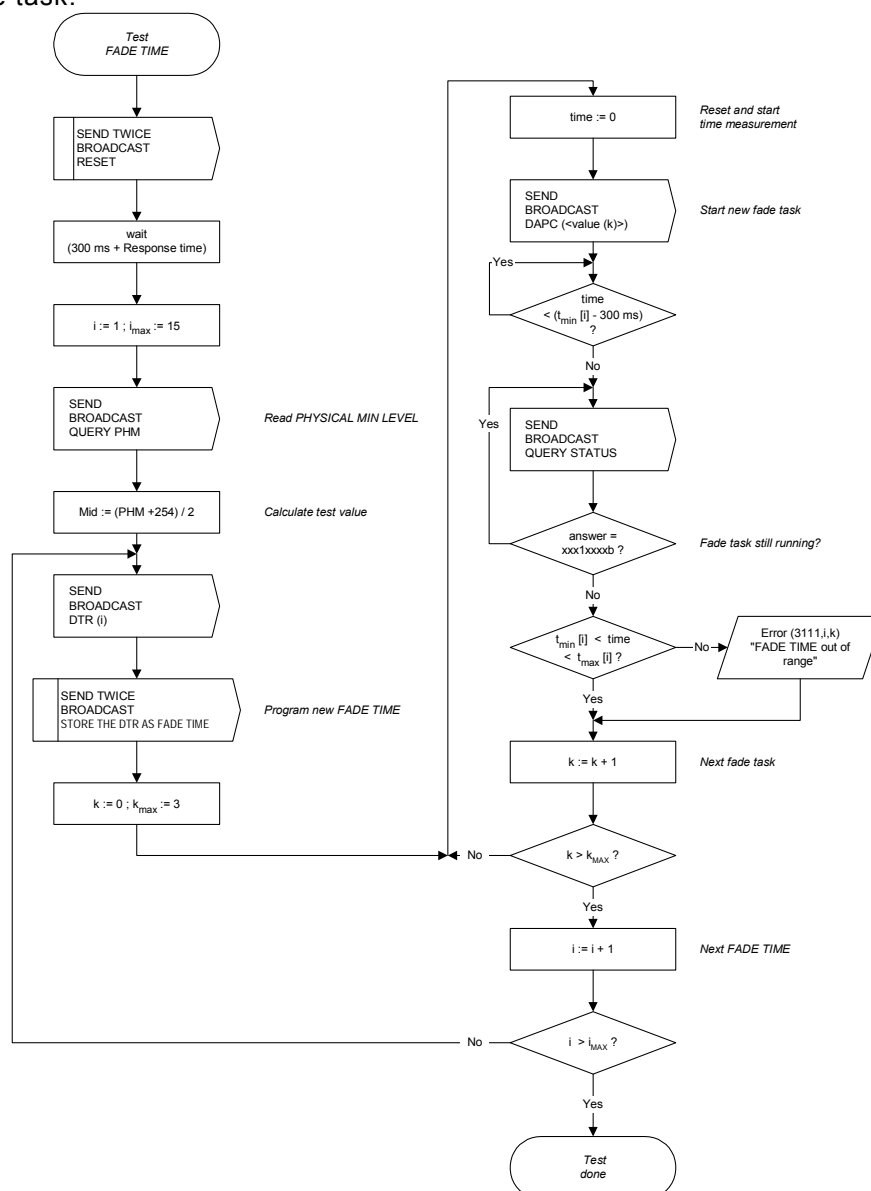 e task.
Test
FADE TIME
SEND TWICE
BROADCAST
RESET
wait
(300 ms + Response time)
i := 1 ; imax := 15
SEND
BROADCAST
QUERY PHM
Read PHYSICAL MIN LEVEL
Mid := (PHM +254) / 2
Calculate test value
SEND
BROADCAST
DTR (i)
SEND TWICE
BROADCAST
STORE THE DTR AS FADE TIME
Program new FADE TIME
k := 0 ; kmax := 3
time := 0
Reset and start
time measurement
SEND
BROADCAST
DAPC (<value (k)>)
Start new fade task
Yes
time
< (tmin [i] - 300 ms)
?
No
Yes
SEND
BROADCAST
QUERY STATUS
answer =
xxx1xxxxb ?
Fade task still running?
No
tmin [i] < time
< tmax [i] ?
No
Error (3111,i,k)
"FADE TIME out of
range"
Yes
k := k + 1
Next fade task
No
k > kMAX ?
Yes
i := i + 1
Next FADE TIME
No
i > iMAX ?
Yes
Test
done